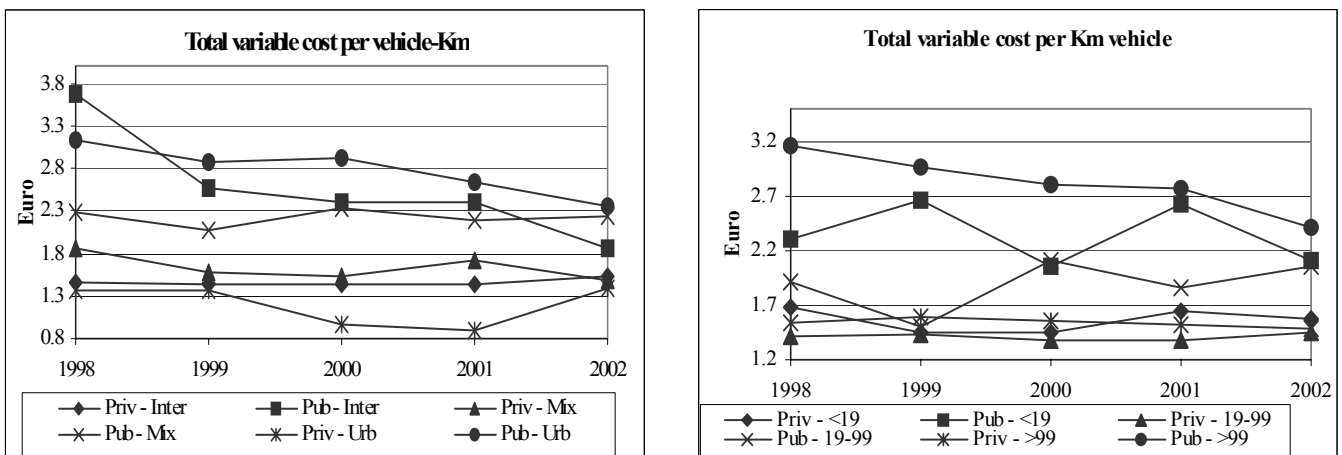 Total variable cost per vehicle-Km
Euro
3.8
3.3
2.8
2.3
1.8
1.3
0.8
1998 1999 2000 2001 2002
Priv - Inter Pub - Inter Priv - Mix
Pub - Mix Priv - Urb Pub - Urb
Total variable cost per Km vehicle
Euro
3.2
2.7
2.2
1.7
1.2
1998 1999 2000 2001 2002
Priv - <19 Pub - <19 Priv - 19-99
Pub - 19-99 Priv - >99 Pub - >99